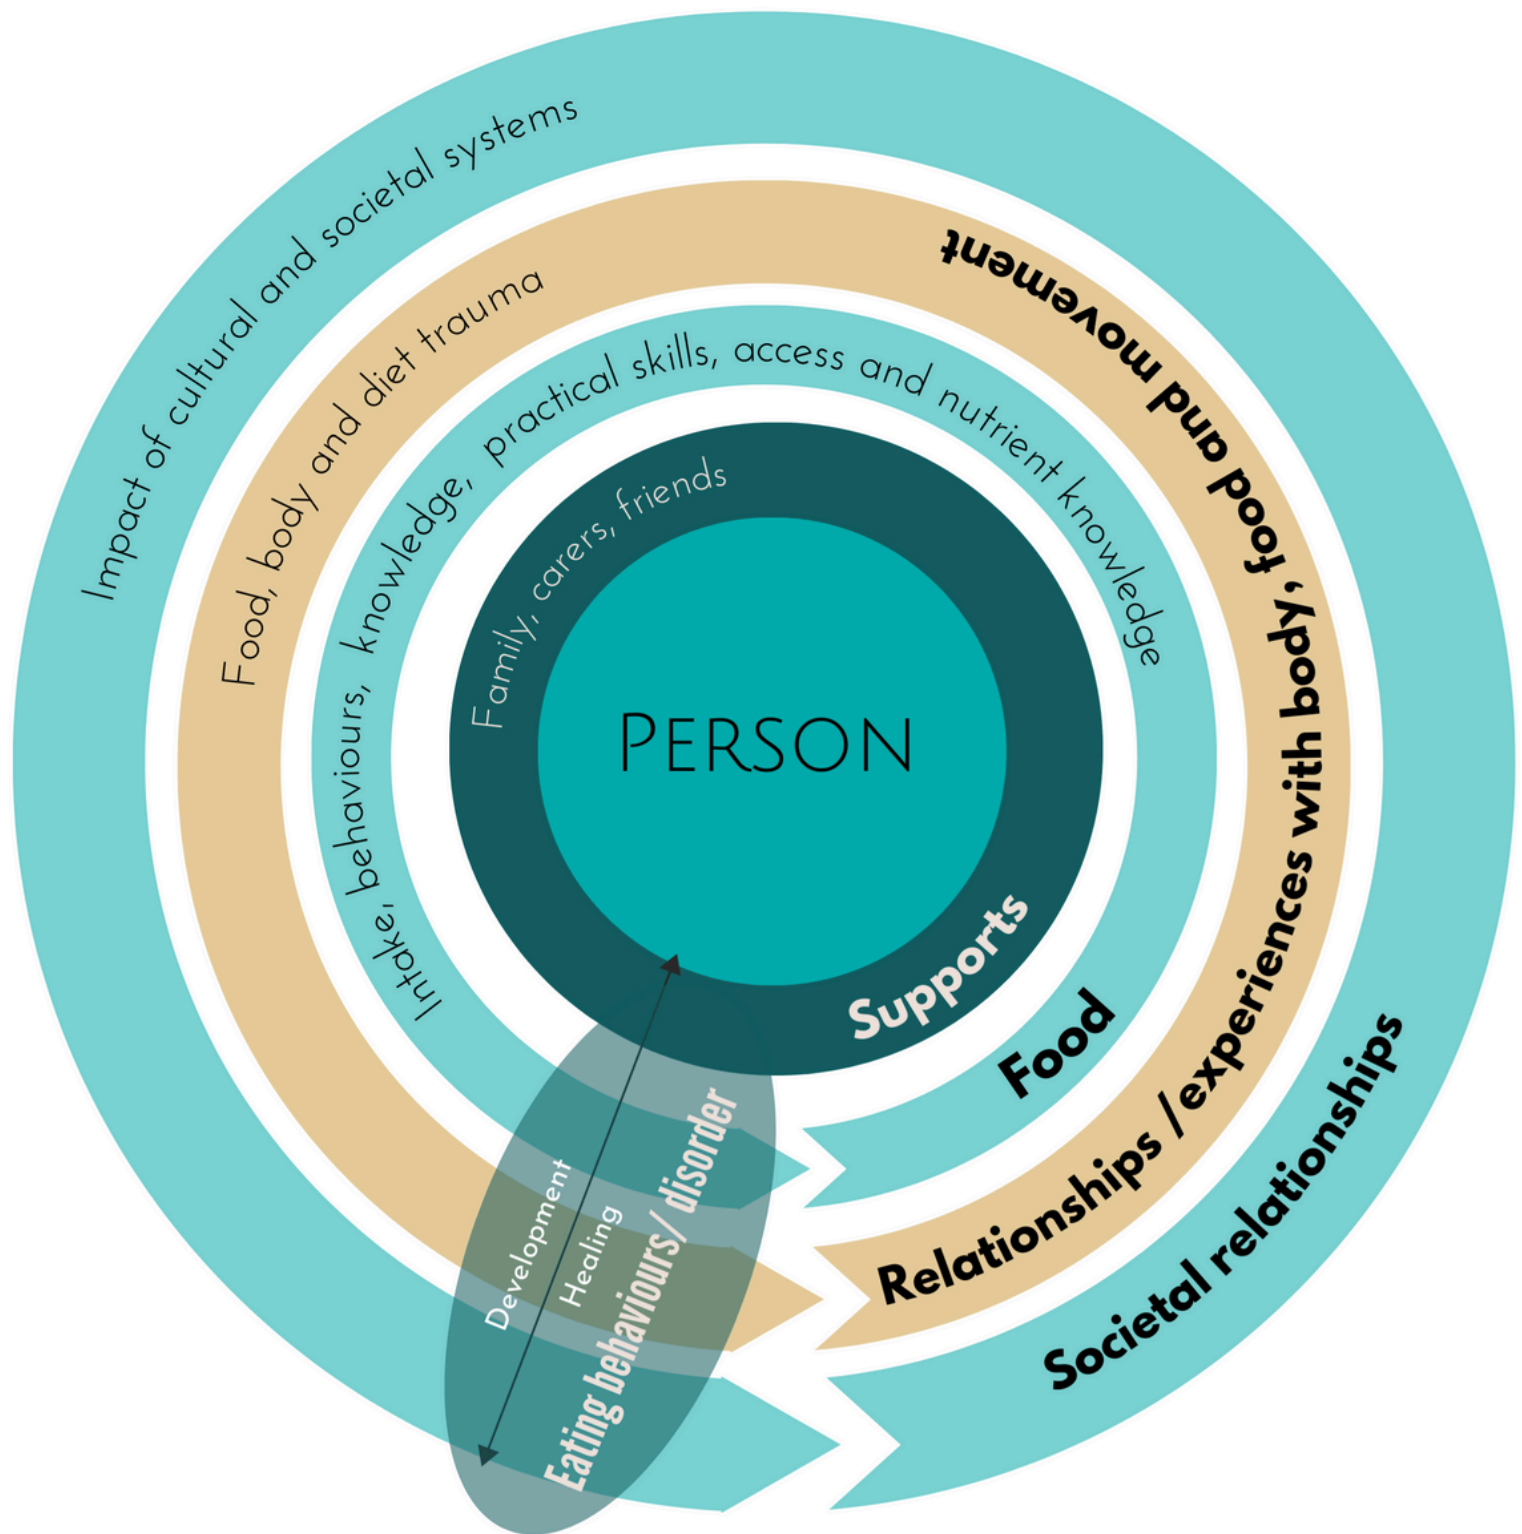 Impact of cultural and societal systems
Food, body and diet trauma
Intake, behaviours, knowledge, practical skills, access and nutrient knowledge
Family, carers, friends
PERSON
Supports
Food
Relationships / experiences with body, food and movement
Societal relationships
Development
Healing
Eating behaviours/ disorder